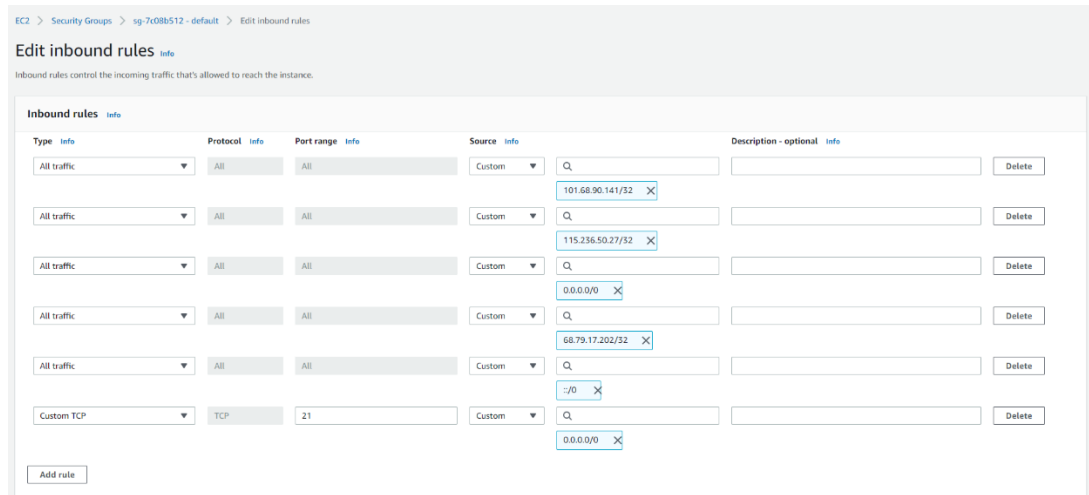 EC2 > Security Groups > sg-7c08b512 - default > Edit inbound rules
Edit inbound rules Info
Inbound rules control the incoming traffic that's allowed to reach the instance.
Inbound rules Info
Type Info Protocol Info Port range Info Source Info Description - optional Info
All traffic All All Custom Delete
101.68.90.141/32
All traffic All All Custom Delete
115.236.50.27/32
All traffic All All Custom Delete
0.0.0.0/0
All traffic All All Custom Delete
68.79.17.202/32
All traffic All All Custom Delete
::/0
Custom TCP TCP 21 Custom Delete
0.0.0.0/0
Add rule